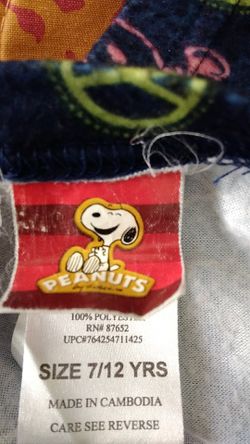 PEANUTS
100% POLYESTER
RN# 87652
UPC#764254711425
SIZE 7/12 YRS
MADE IN CAMBODIA
CARE SEE REVERSE